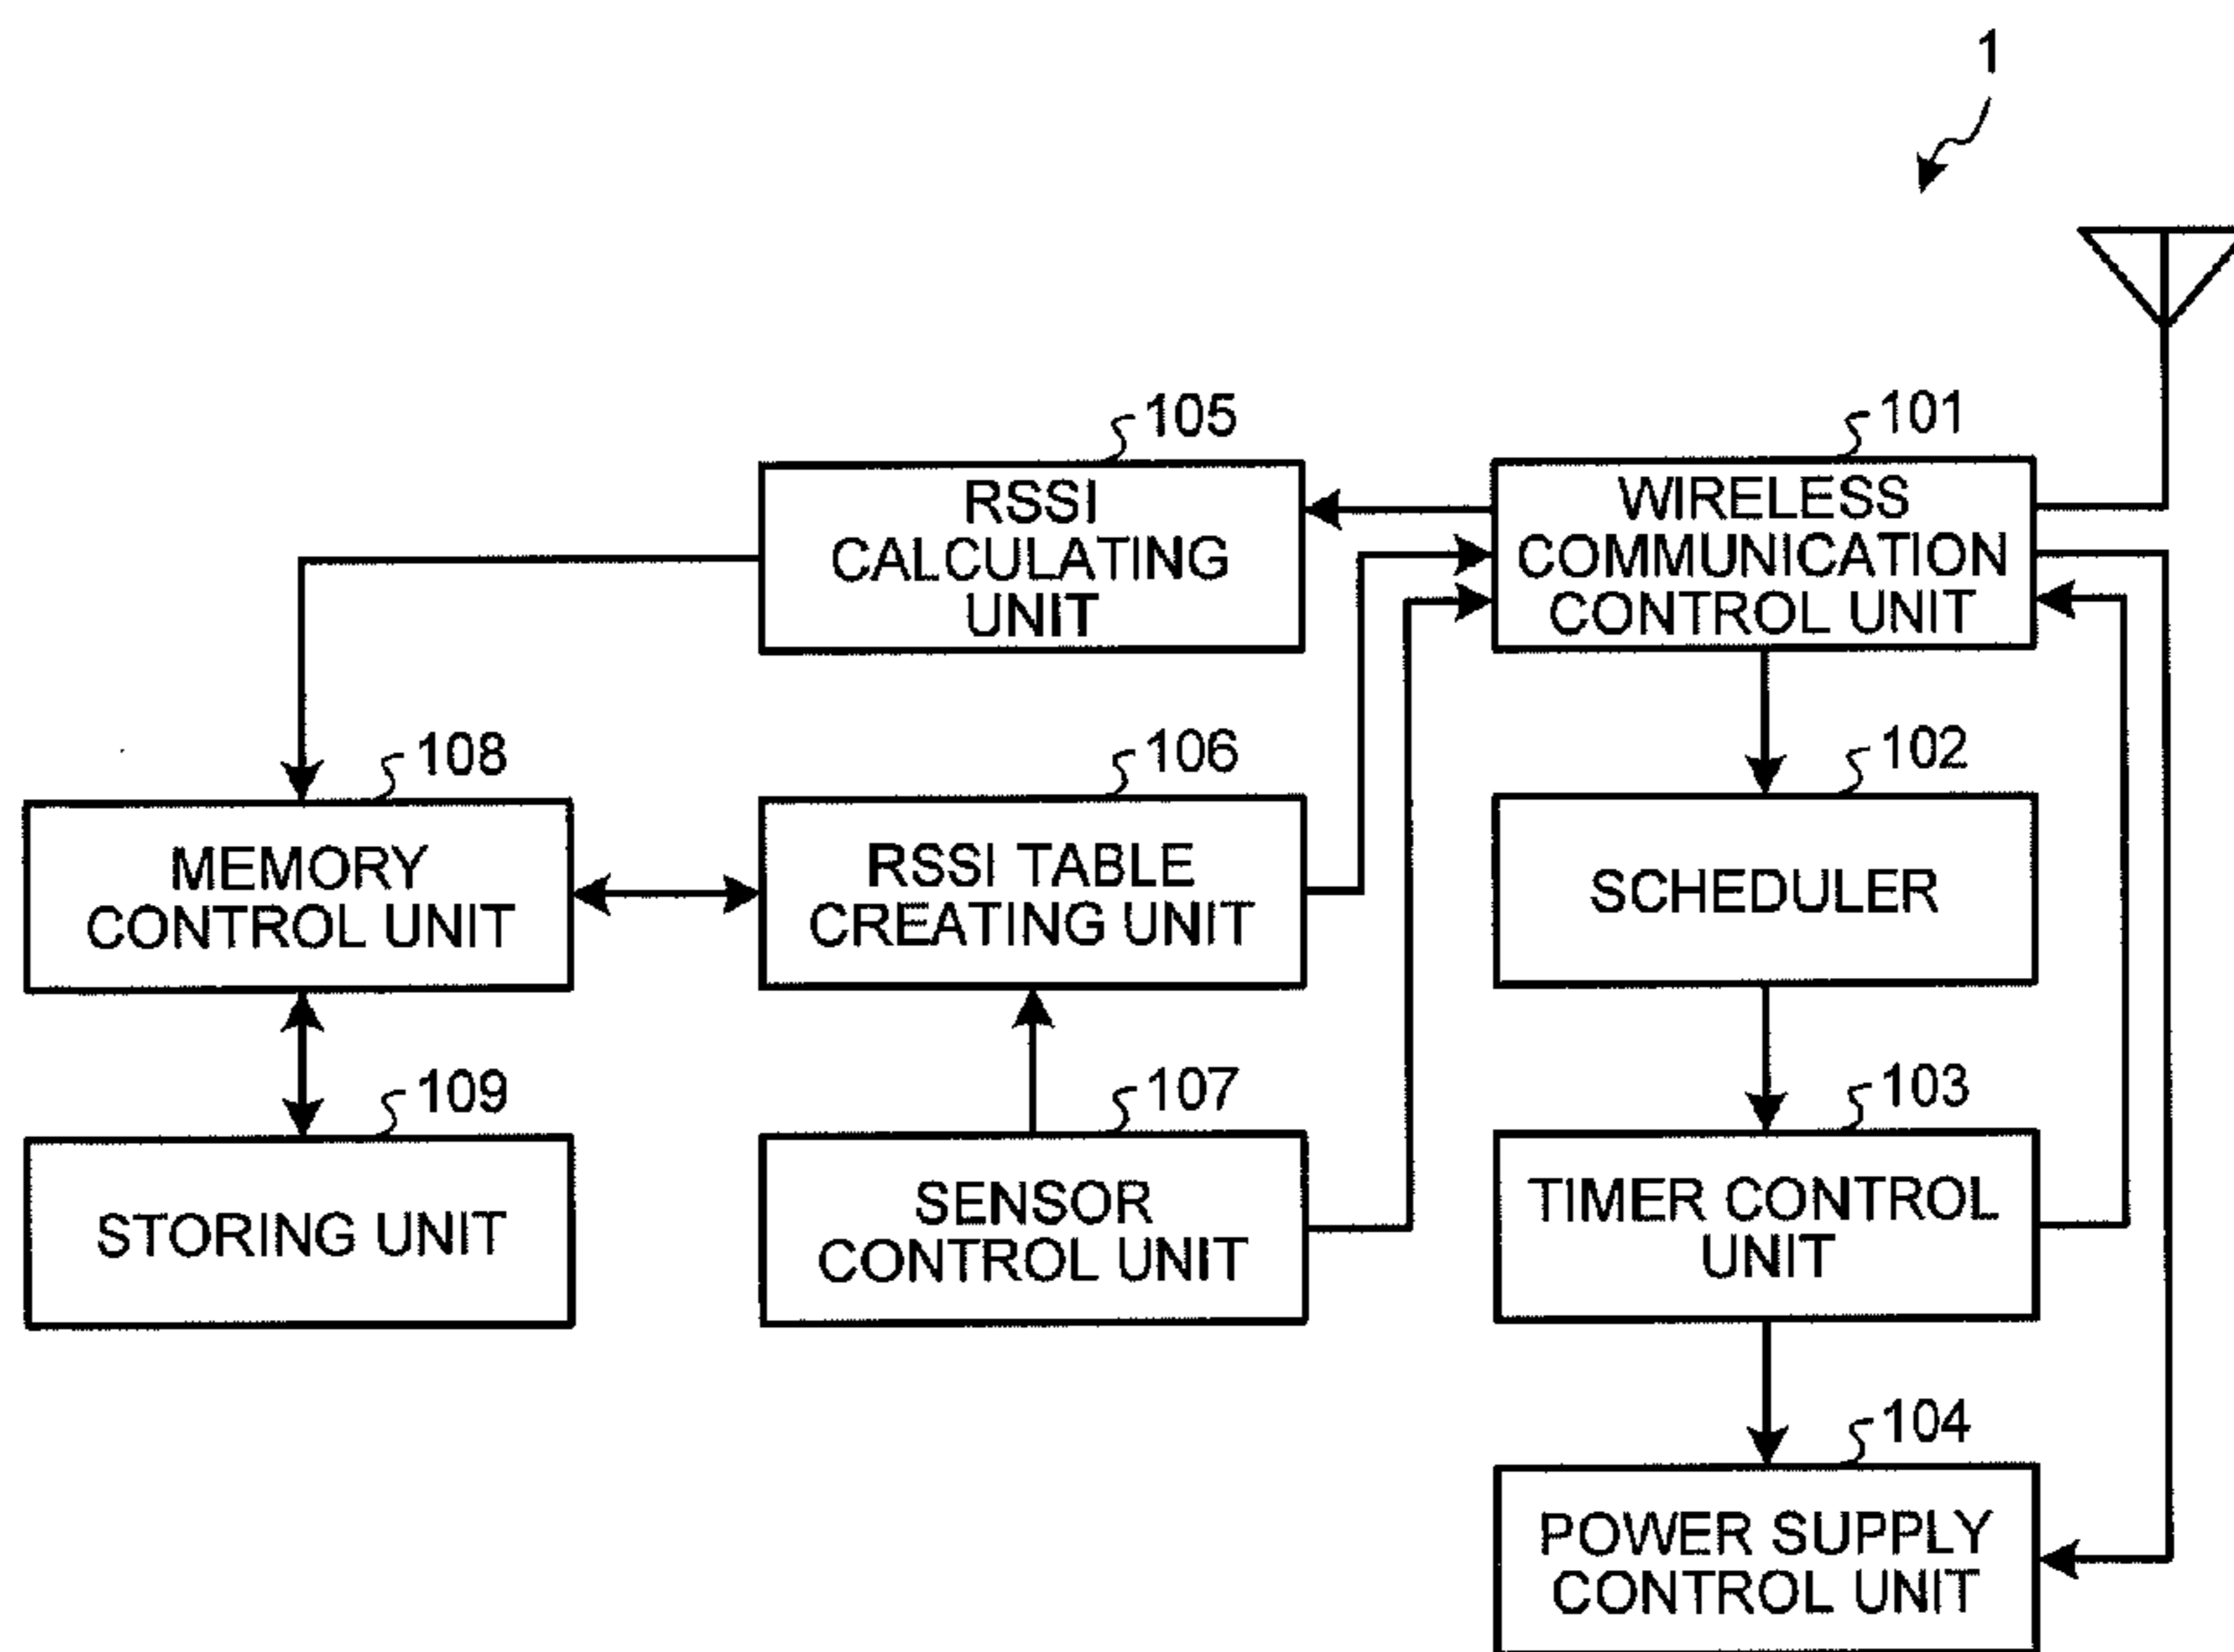 1
105
RSSI
CALCULATING
UNIT
101
WIRELESS
COMMUNICATION
CONTROL UNIT
108
MEMORY
CONTROL UNIT
106
RSSI TABLE
CREATING UNIT
102
SCHEDULER
109
STORING UNIT
107
SENSOR
CONTROL UNIT
103
TIMER CONTROL
UNIT
104
POWER SUPPLY
CONTROL UNIT